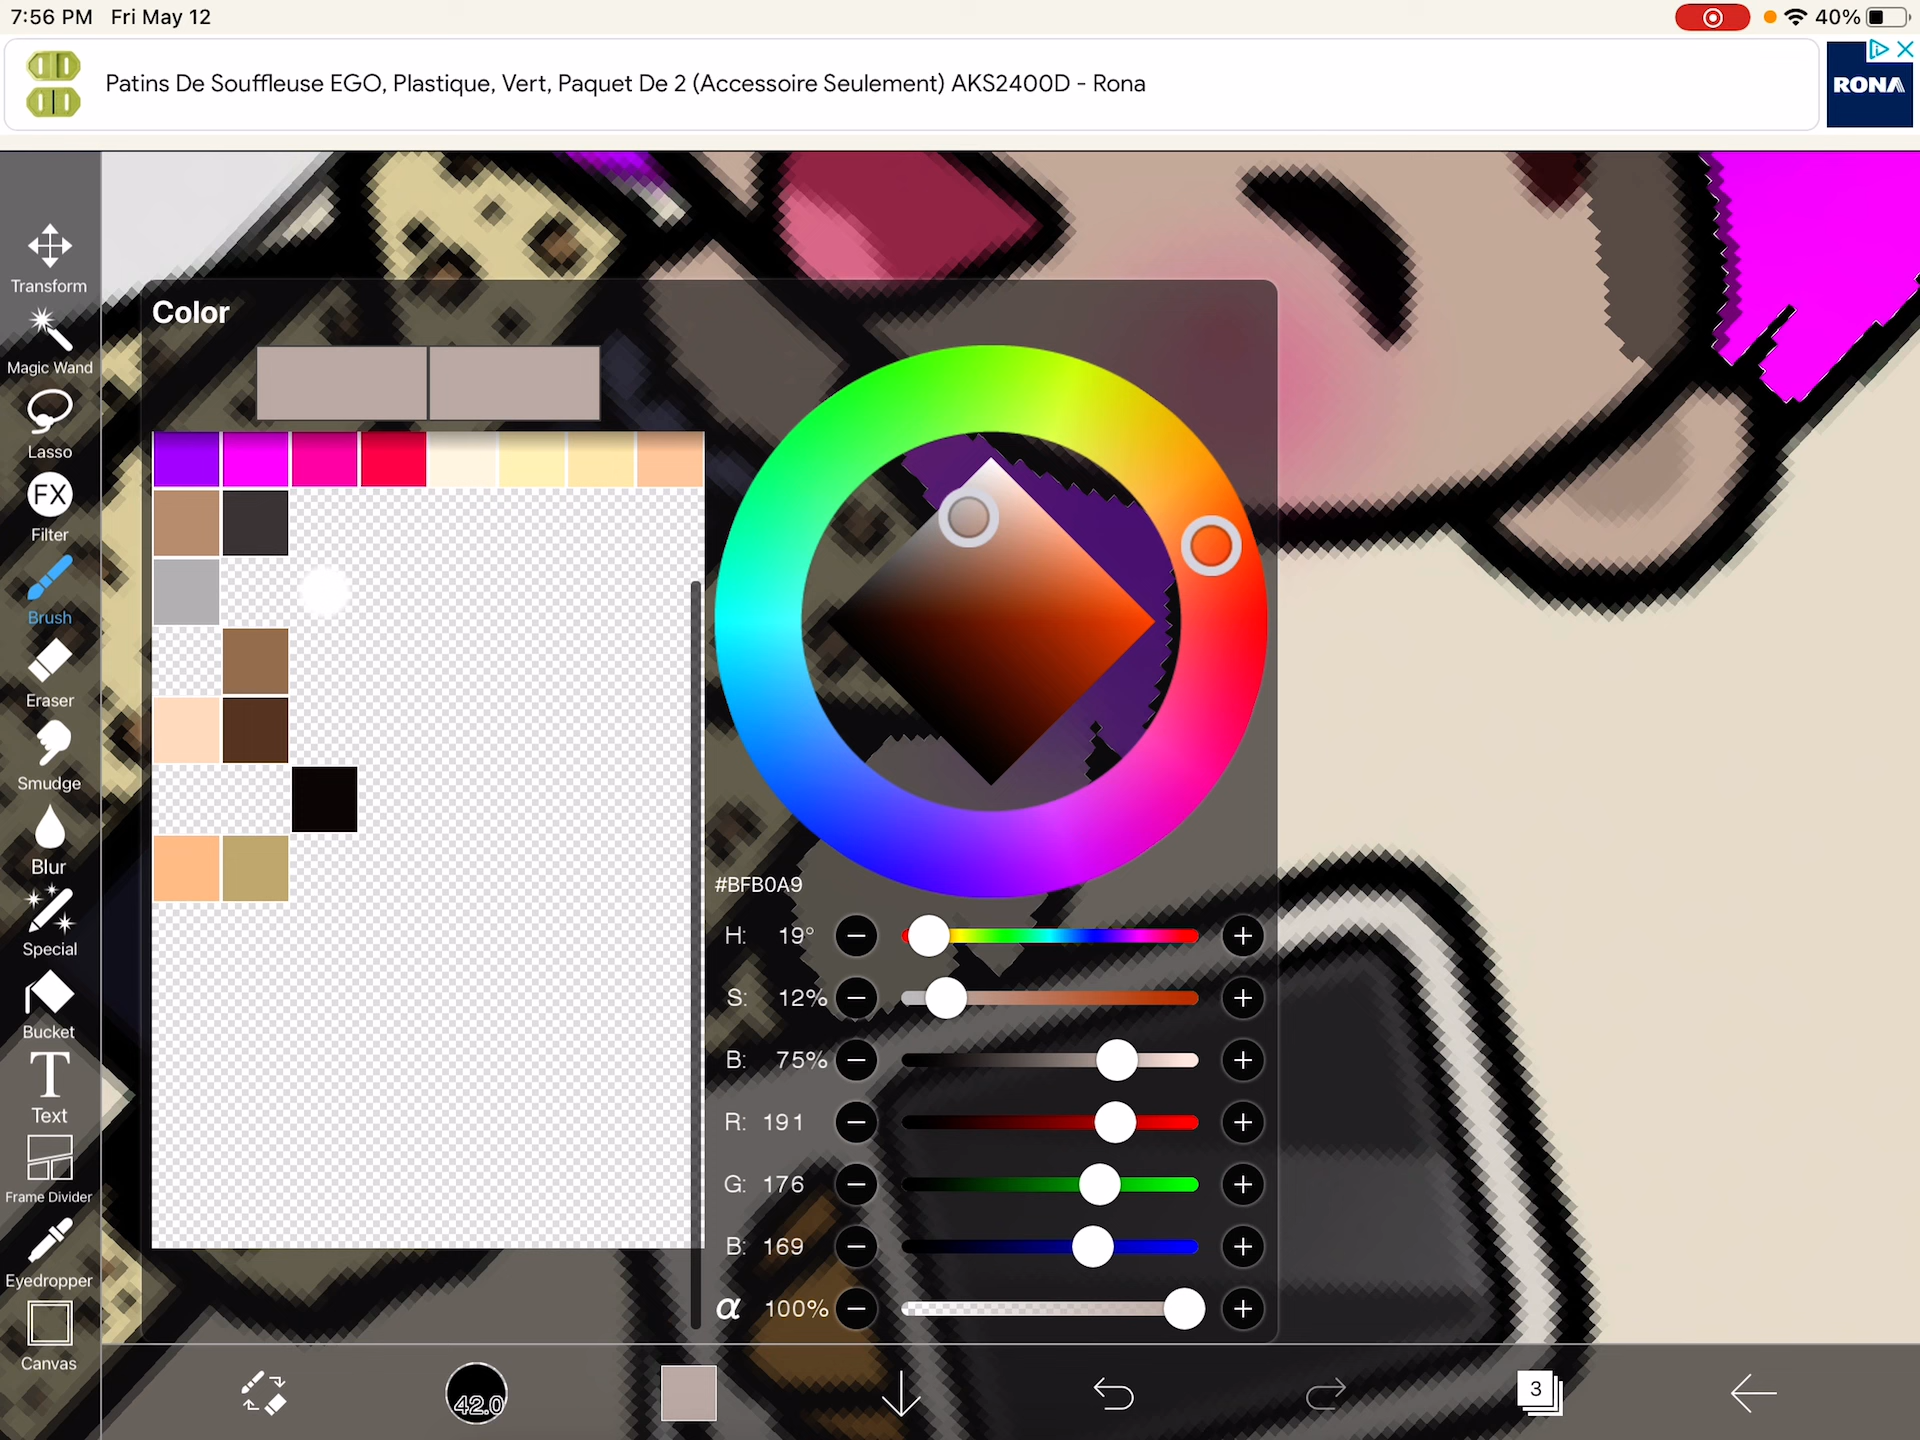 7:56 PM Fri May 12
40%
Patins De Souffleuse EGO, Plastique, Vert, Paquet De 2 (Accessoire Seulement) AKS2400D - Rona
RONA
Transform
Magic Wand
Lasso
FX
Filter
Brush
Eraser
Smudge
Blur
Special
Bucket
T
Text
Frame Divider
Eyedropper
Canvas
Color
#BFB0A9
H: 19°
S: 12%
B: 75%
R: 191
G: 176
B: 169
α 100%
42.0
3